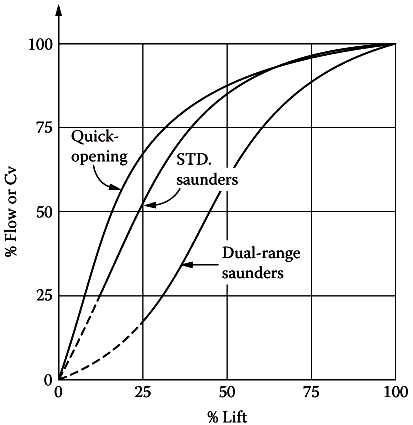 100
75
50
25
0
0
25
50
75
100
% Flow or Cv
% Lift
Quick-
opening
STD.
saunders
Dual-range
saunders